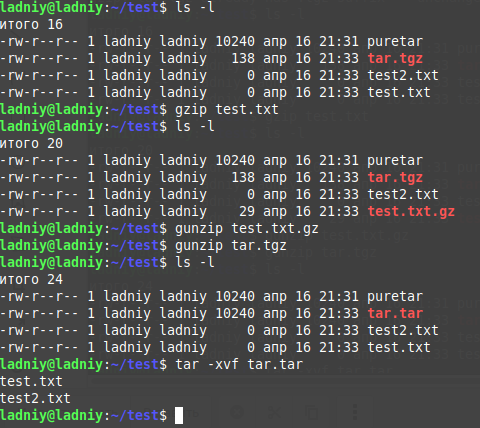 ladniy@ladniy:~/test$ ls -l
итого 16
-rw-r--r-- 1 ladniy ladniy 10240 апр 16 21:31 puretar
-rw-r--r-- 1 ladniy ladniy   138 апр 16 21:33 tar.tgz
-rw-r--r-- 1 ladniy ladniy     0 апр 16 21:33 test2.txt
-rw-r--r-- 1 ladniy ladniy     0 апр 16 21:33 test.txt
ladniy@ladniy:~/test$ gzip test.txt
ladniy@ladniy:~/test$ ls -l
итого 20
-rw-r--r-- 1 ladniy ladniy 10240 апр 16 21:31 puretar
-rw-r--r-- 1 ladniy ladniy   138 апр 16 21:33 tar.tgz
-rw-r--r-- 1 ladniy ladniy     0 апр 16 21:33 test2.txt
-rw-r--r-- 1 ladniy ladniy    29 апр 16 21:33 test.txt.gz
ladniy@ladniy:~/test$ gunzip test.txt.gz
ladniy@ladniy:~/test$ gunzip tar.tgz
ladniy@ladniy:~/test$ ls -l
итого 24
-rw-r--r-- 1 ladniy ladniy 10240 апр 16 21:31 puretar
-rw-r--r-- 1 ladniy ladniy 10240 апр 16 21:33 tar.tar
-rw-r--r-- 1 ladniy ladniy     0 апр 16 21:33 test2.txt
-rw-r--r-- 1 ladniy ladniy     0 апр 16 21:33 test.txt
ladniy@ladniy:~/test$ tar -xvf tar.tar
test.txt
test2.txt
ladniy@ladniy:~/test$